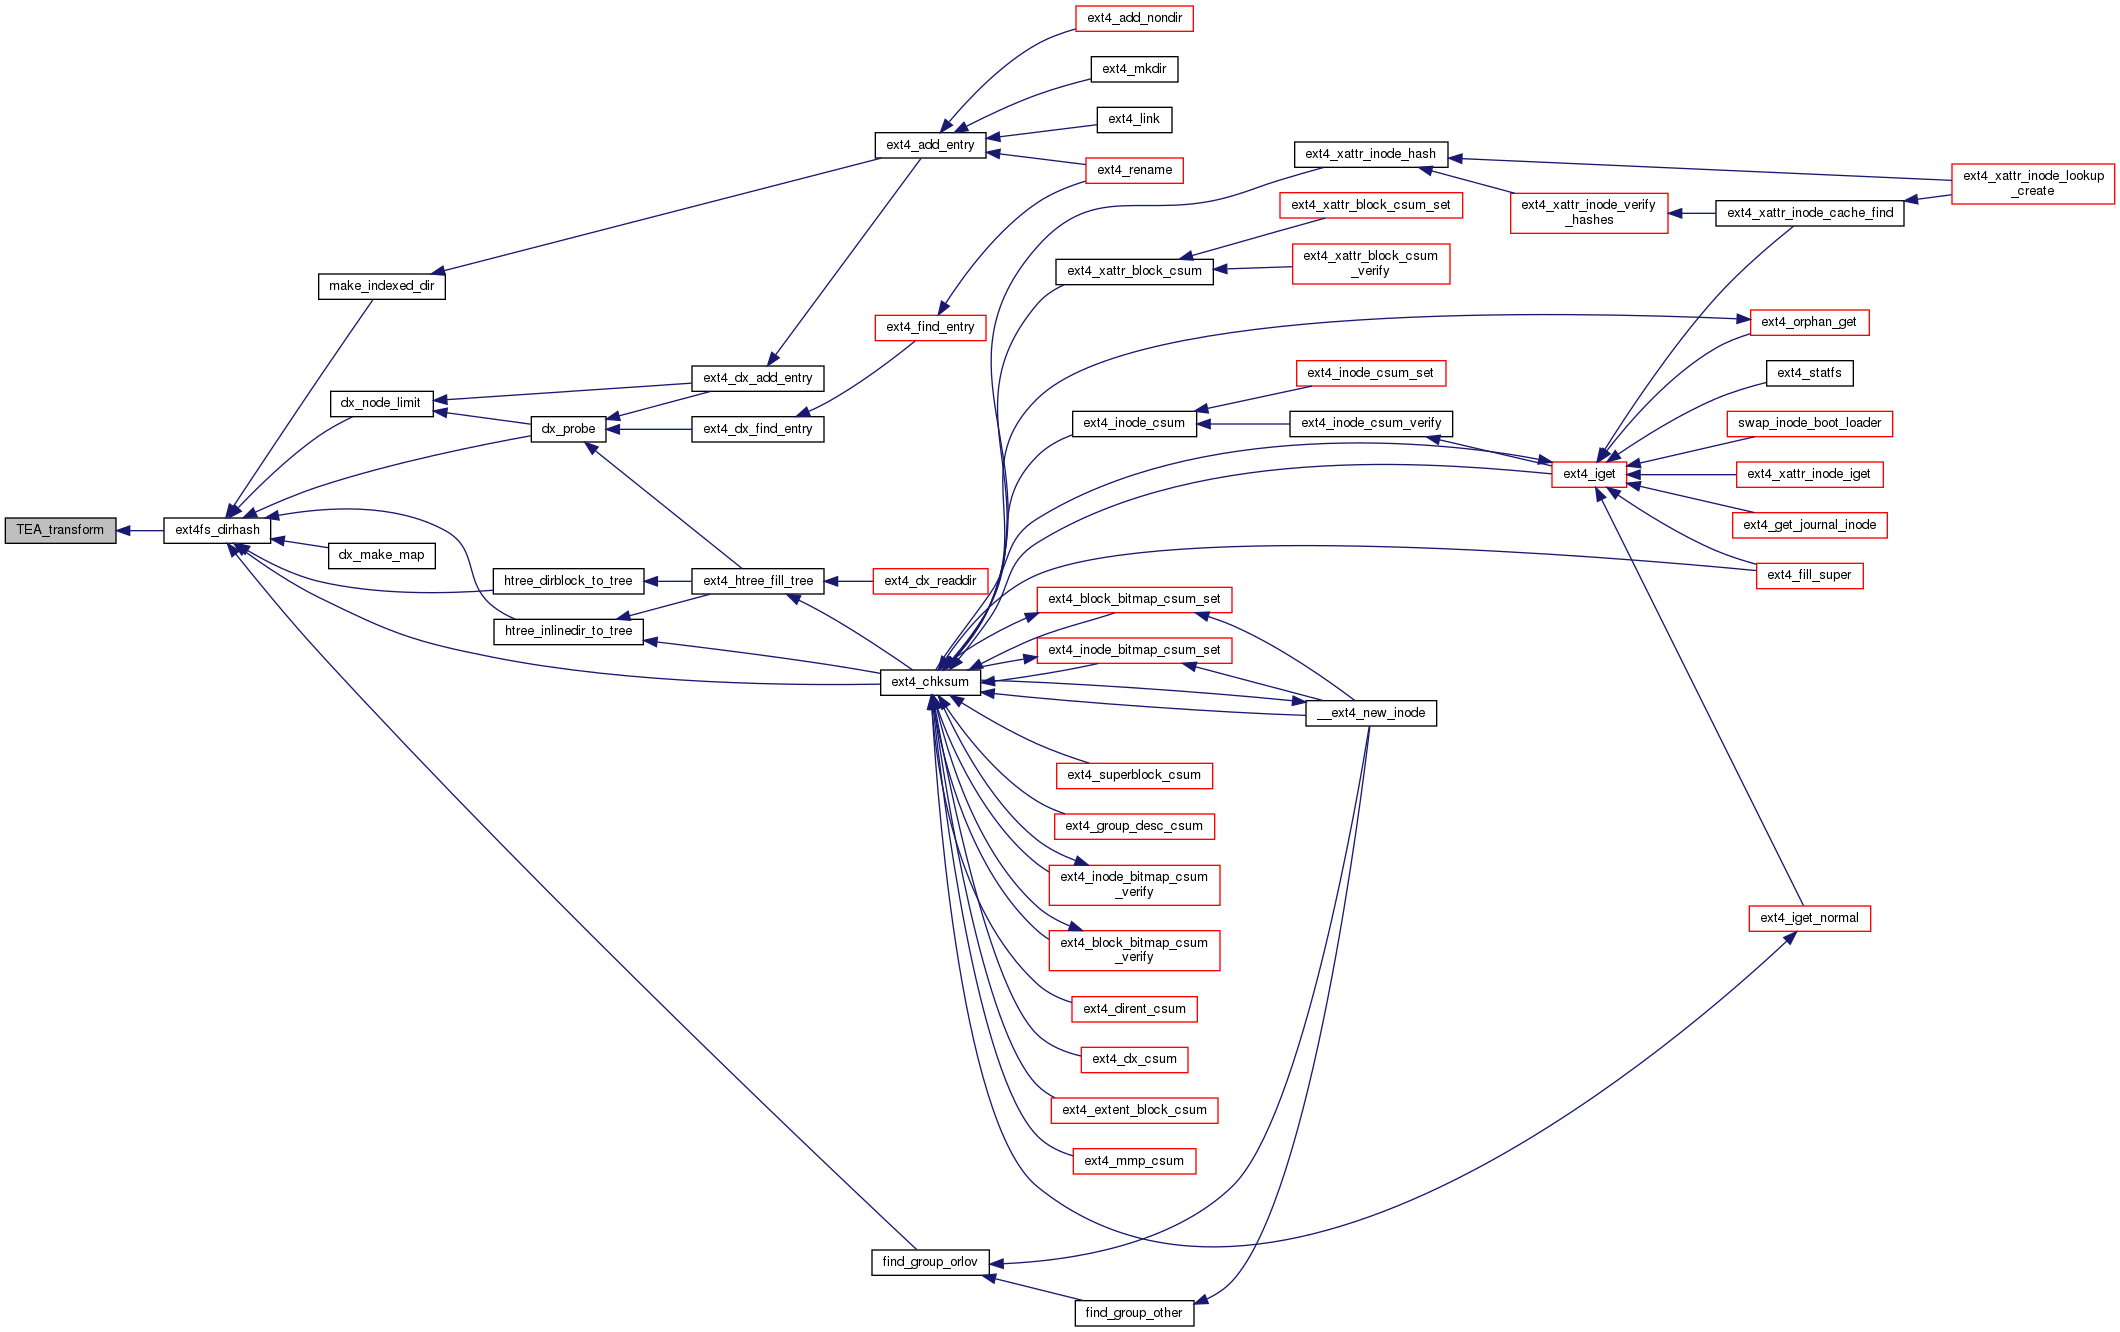 ext4_add_nondir
ext4_mkdir
ext4_link
ext4_add_entry
ext4_xattr_inode_hash
ext4_rename
ext4_xattr_inode_lookup
_create
ext4_xattr_block_csum_set
ext4_xattr_inode_verify
_hashes
ext4_xattr_inode_cache_find
ext4_xattr_block_csum
ext4_xattr_block_csum
_verify
make_indexed_dir
ext4_find_entry
ext4_orphan_get
ext4_dx_add_entry
ext4_inode_csum_set
ext4_statfs
dx_node_limit
dx_probe
ext4_dx_find_entry
ext4_inode_csum
ext4_inode_csum_verify
swap_inode_boot_loader
ext4_iget
ext4_xattr_inode_iget
TEA_transform
ext4fs_dirhash
ext4_get_journal_inode
dx_make_map
htree_dirblock_to_tree
ext4_htree_fill_tree
ext4_dx_readdir
ext4_fill_super
ext4_block_bitmap_csum_set
htree_inlinedir_to_tree
ext4_inode_bitmap_csum_set
ext4_chksum
__ext4_new_inode
ext4_superblock_csum
ext4_group_desc_csum
ext4_inode_bitmap_csum
_verify
ext4_iget_normal
ext4_block_bitmap_csum
_verify
ext4_dirent_csum
ext4_dx_csum
ext4_extent_block_csum
ext4_mmp_csum
find_group_orlov
find_group_other